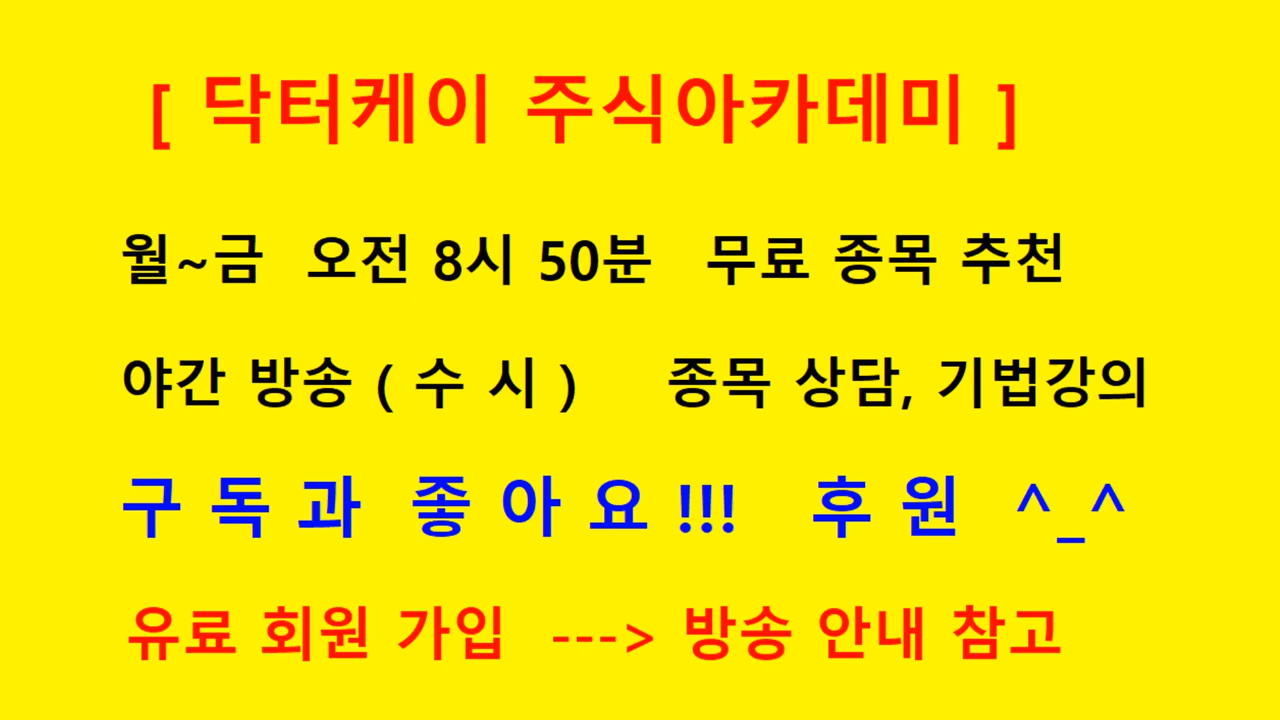 [ 닥터케이 주식아카데미 ]
월~금 오전 8시 50분 무료 종목 추천
야간 방송 ( 수 시 ) 종목 상담, 기법강의
구 독 과 좋 아 요 !!! 후 원 ^_^
유료 회원 가입 ---> 방송 안내 참고